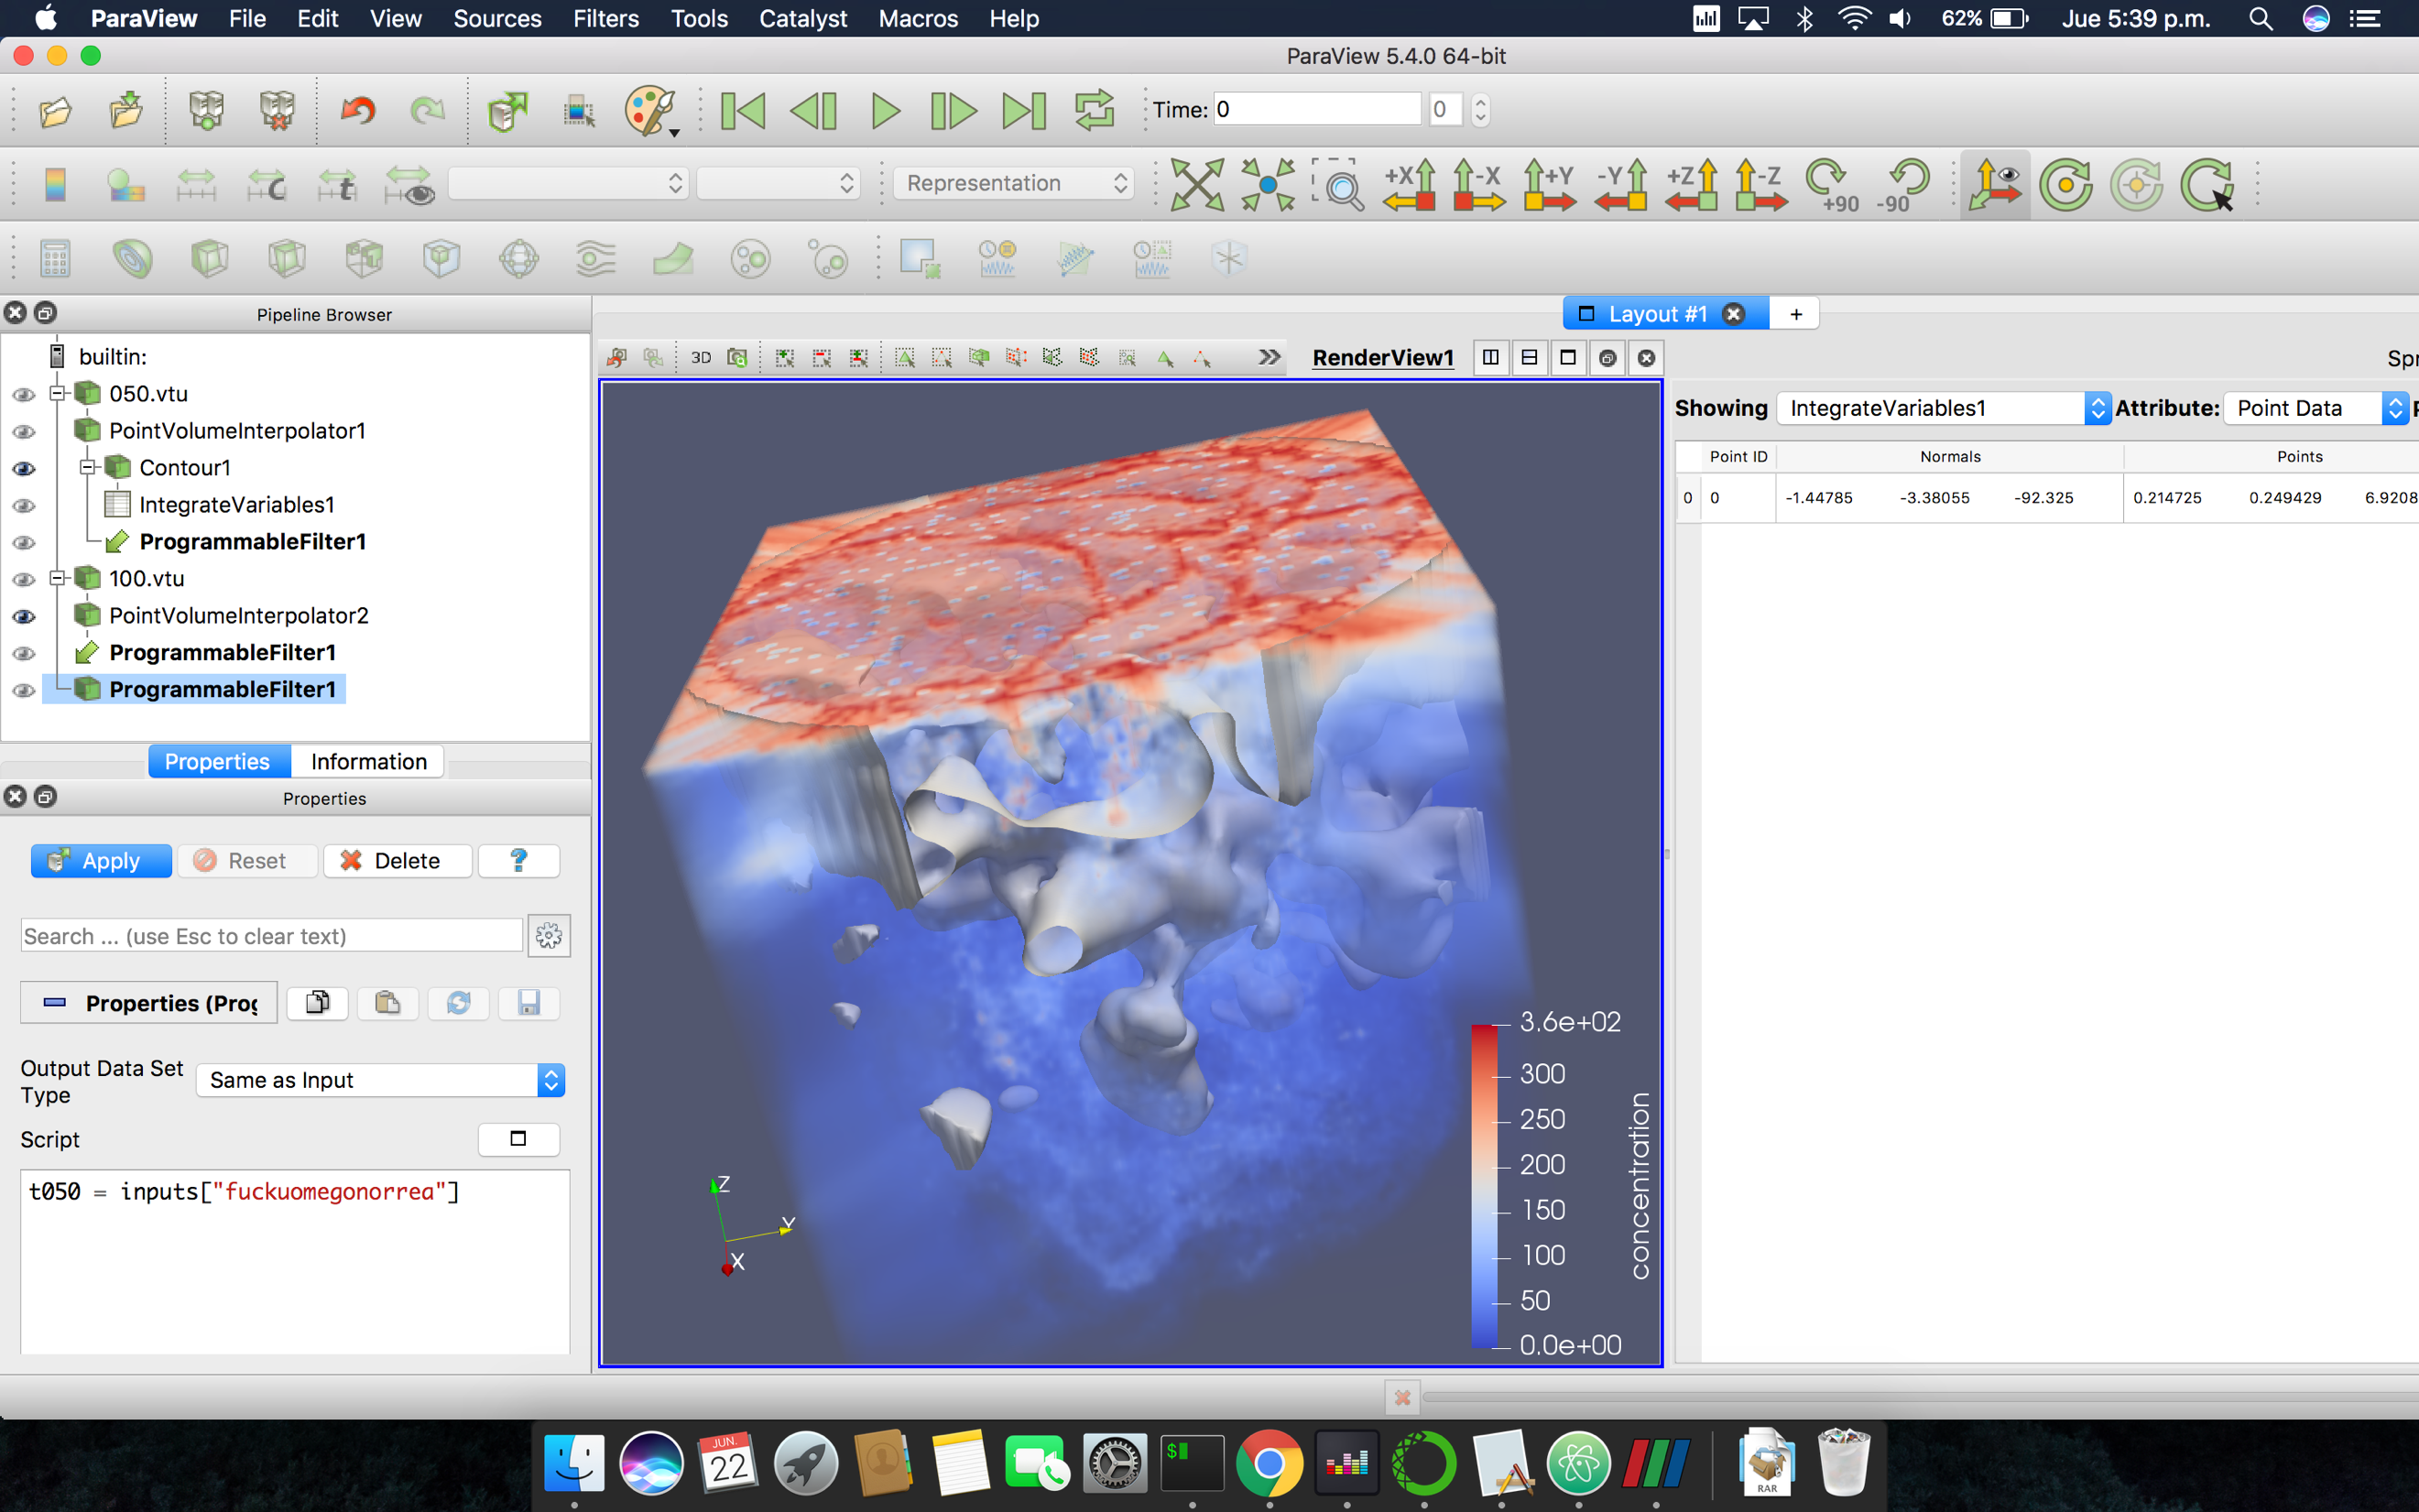 ParaView File Edit View Sources Filters Tools Catalyst Macros Help 62% Jue 5:39 p.m.
ParaView 5.4.0 64-bit
Time: 0 0
C t Representation +X -X +Y -Y +Z -Z +90 -90
Pipeline Browser
Layout #1 +
builtin:
050.vtu
PointVolumeInterpolator1
Contour1
IntegrateVariables1
ProgrammableFilter1
100.vtu
PointVolumeInterpolator2
ProgrammableFilter1
ProgrammableFilter1
Properties Information
Properties
Apply Reset Delete ?
Search ... (use Esc to clear text)
Properties (Prog
Output Data Set
Type
Same as Input
Script
t050 = inputs["fuckuomegonorrea"]
3D RenderView1
3.6e+02
300
250
200
150
100
50
0.0e+00
concentration
Z
Y
X
Spr
Showing IntegrateVariables1 Attribute: Point Data
Point ID Normals Points
0 0 -1.44785 -3.38055 -92.325 0.214725 0.249429 6.9208
JUN.
22
$
RAR